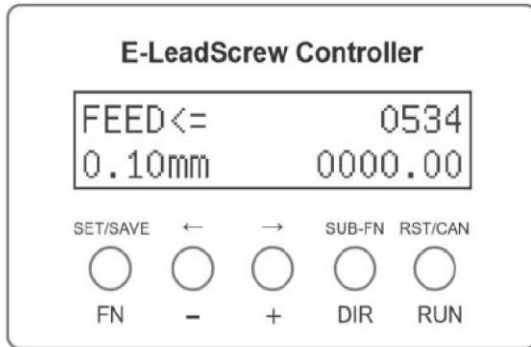 E-LeadScrew Controller
FEED<= 0534
0.10mm 0000.00
SET/SAVE ← → SUB-FN RST/CAN
FN - + DIR RUN